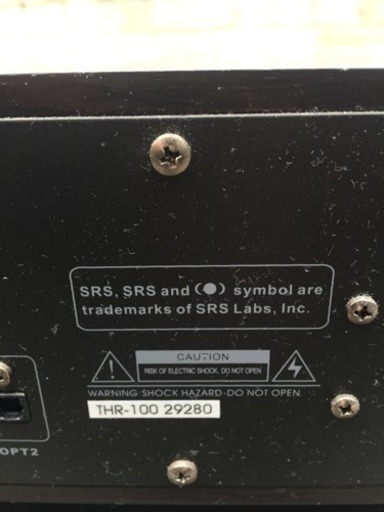 SRS, SRS and (●) symbol are
trademarks of SRS Labs, Inc.
CAUTION
RISK OF ELECTRIC SHOCK, DO NOT OPEN
WARNING: SHOCK HAZARD-DO NOT OPEN
THR-100 29280
OPT2